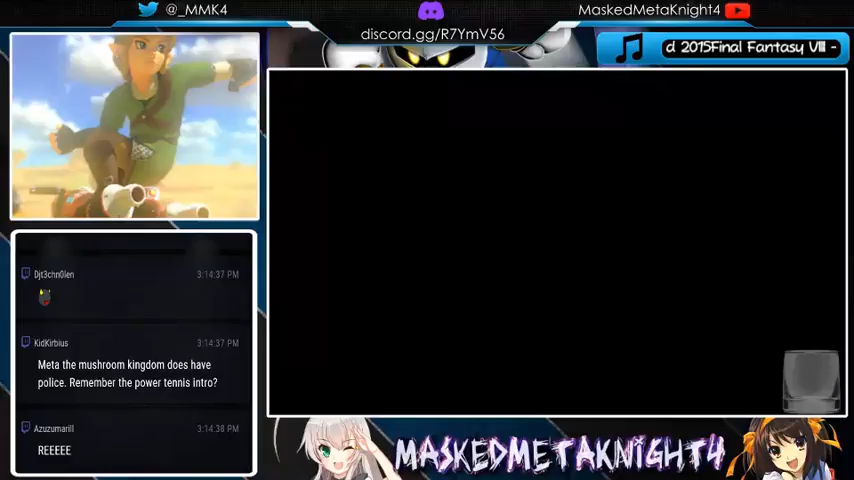 @_MMK4
discord.gg/R7YmV56
MaskedMetaKnight4
d 2015Final Fantasy VIII -
Djt3chn0len
3:14:37 PM
KidKirbius
3:14:37 PM
Meta the mushroom kingdom does have
police. Remember the power tennis intro?
Azuzumarill
3:14:38 PM
REEEEE
MASKEDMETAKNIGHT4